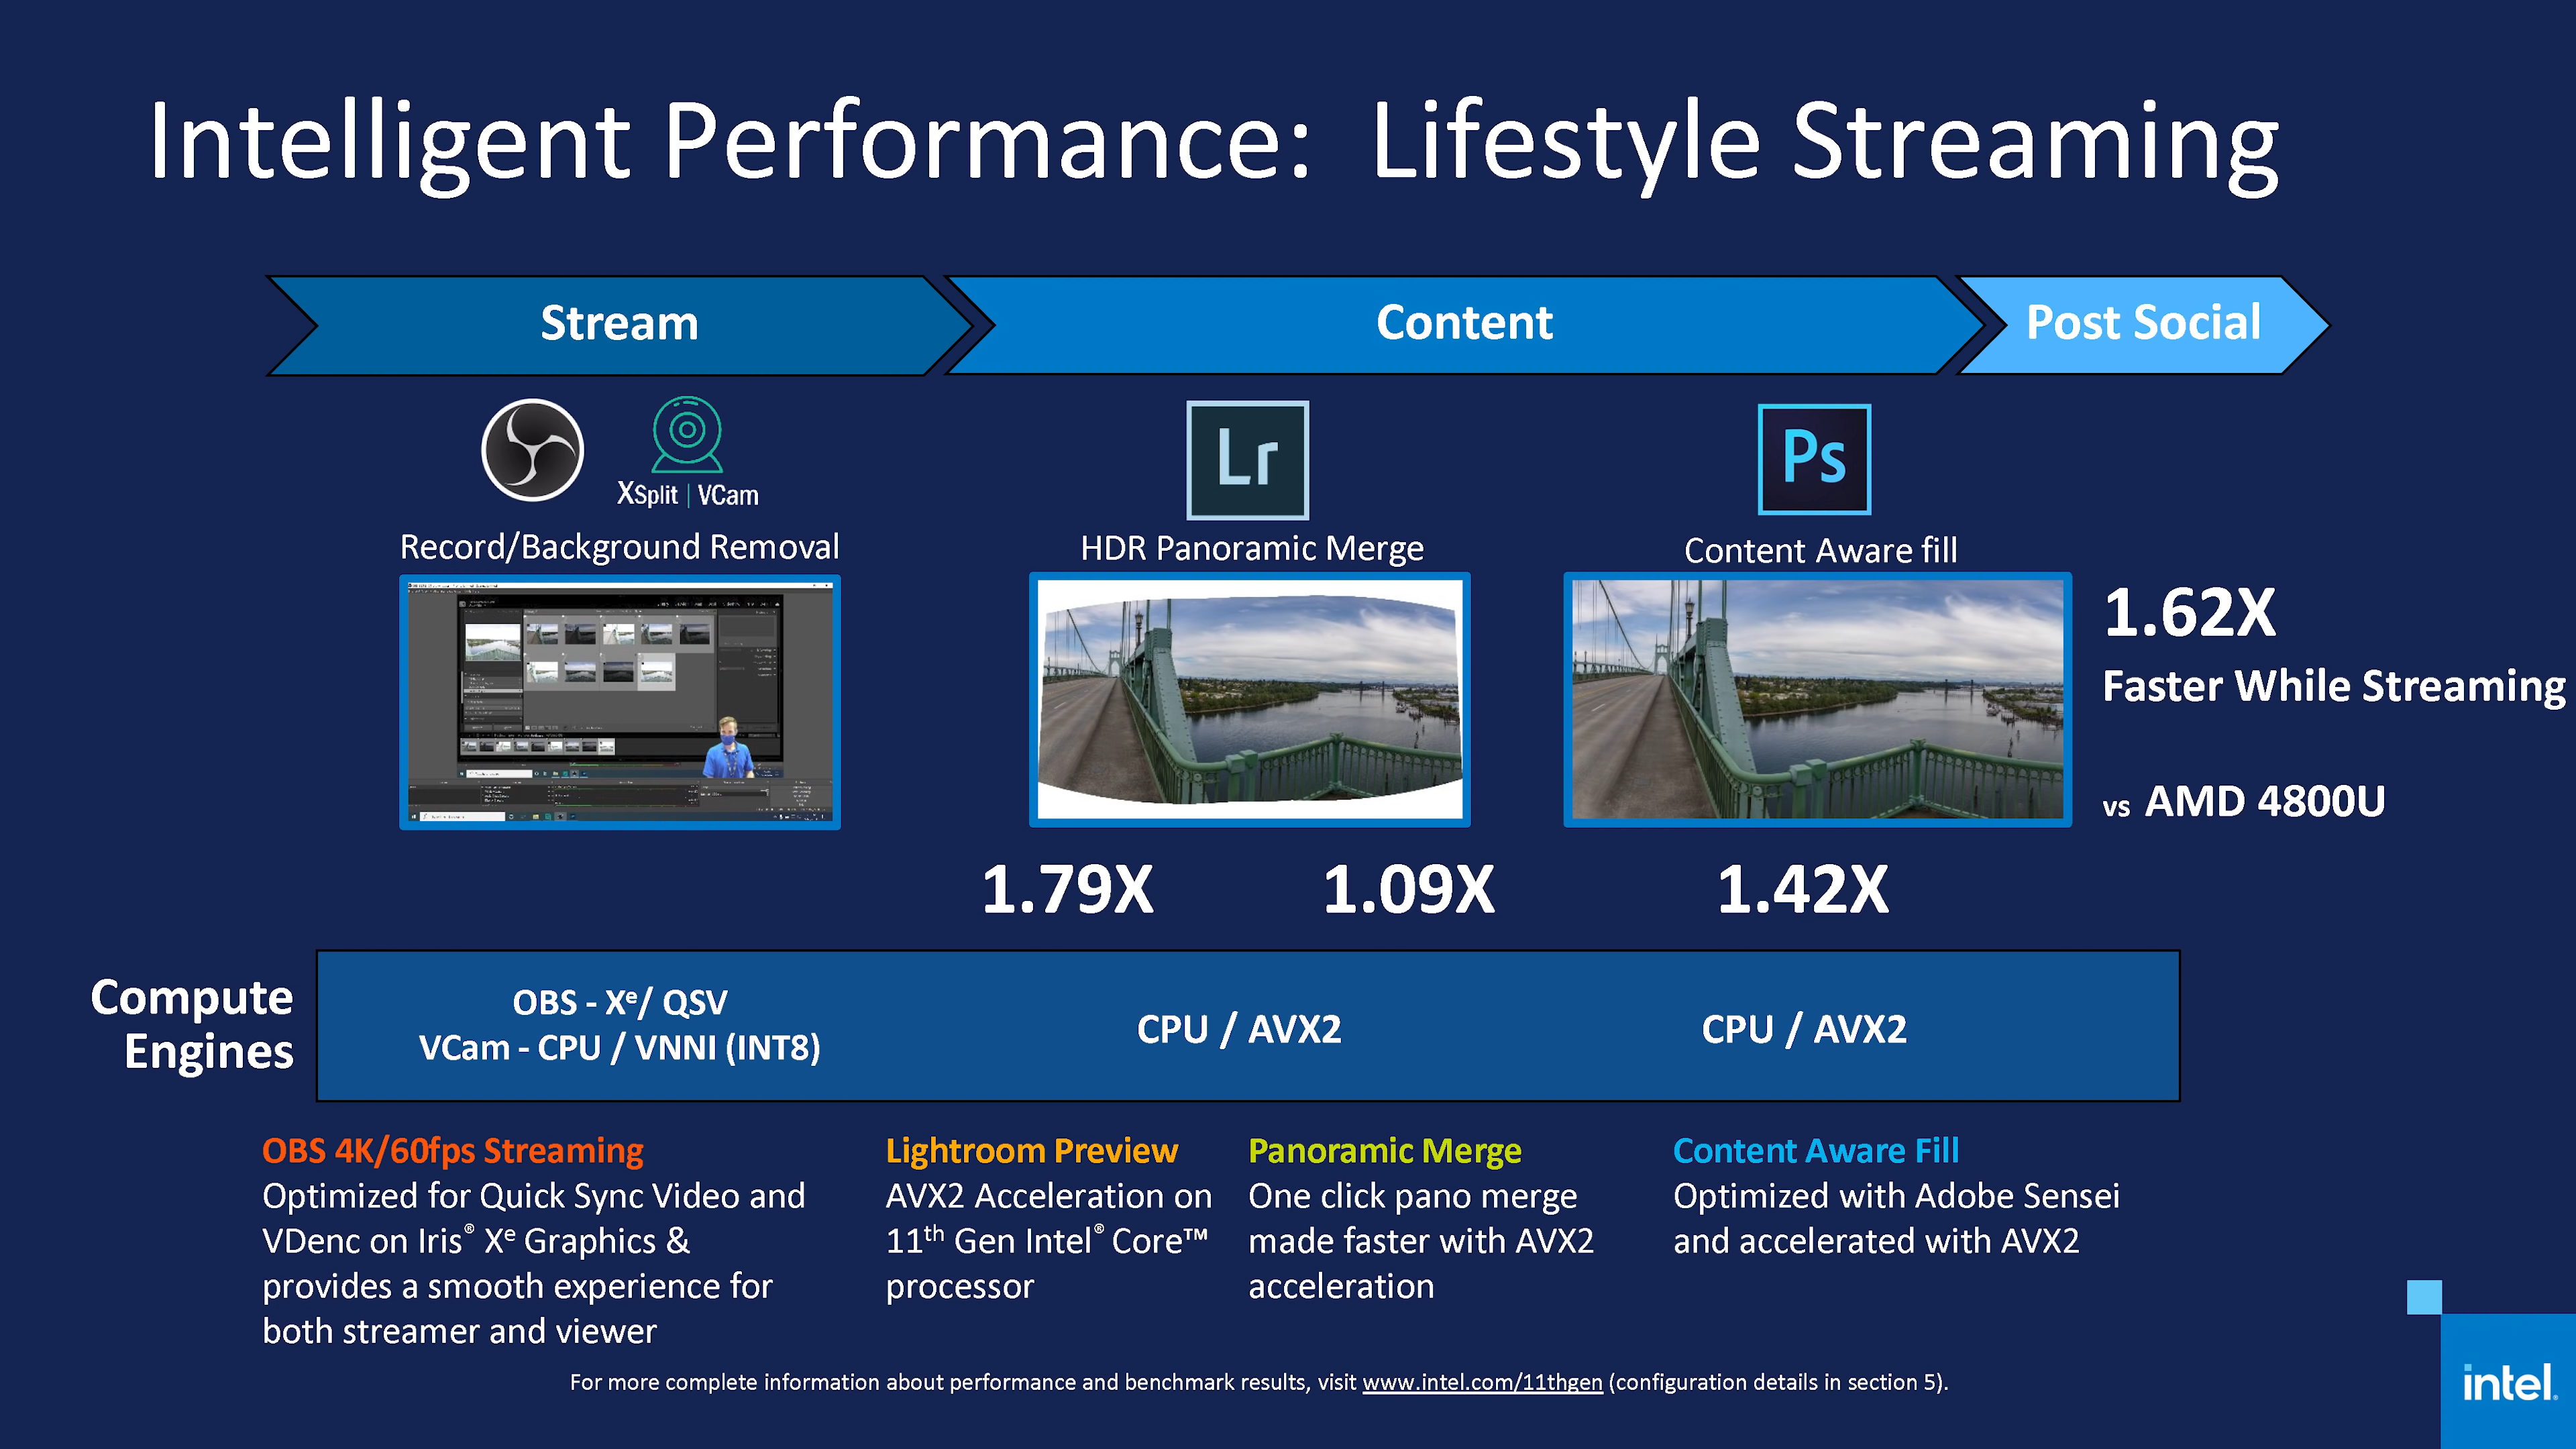 Intelligent Performance:  Lifestyle Streaming
Stream
Content
Post Social
XSplit | VCam
Lr
Ps
Record/Background Removal
HDR Panoramic Merge
Content Aware fill
1.62X
Faster While Streaming
vs AMD 4800U
1.79X
1.09X
1.42X
Compute
Engines
OBS - Xᵉ/ QSV
VCam - CPU / VNNI (INT8)
CPU / AVX2
CPU / AVX2
OBS 4K/60fps Streaming
Optimized for Quick Sync Video and
VDenc on Iris® Xᵉ Graphics &
provides a smooth experience for
both streamer and viewer
Lightroom Preview
AVX2 Acceleration on
11th Gen Intel® Core™
processor
Panoramic Merge
One click pano merge
made faster with AVX2
acceleration
Content Aware Fill
Optimized with Adobe Sensei
and accelerated with AVX2
For more complete information about performance and benchmark results, visit www.intel.com/11thgen (configuration details in section 5).
intel.